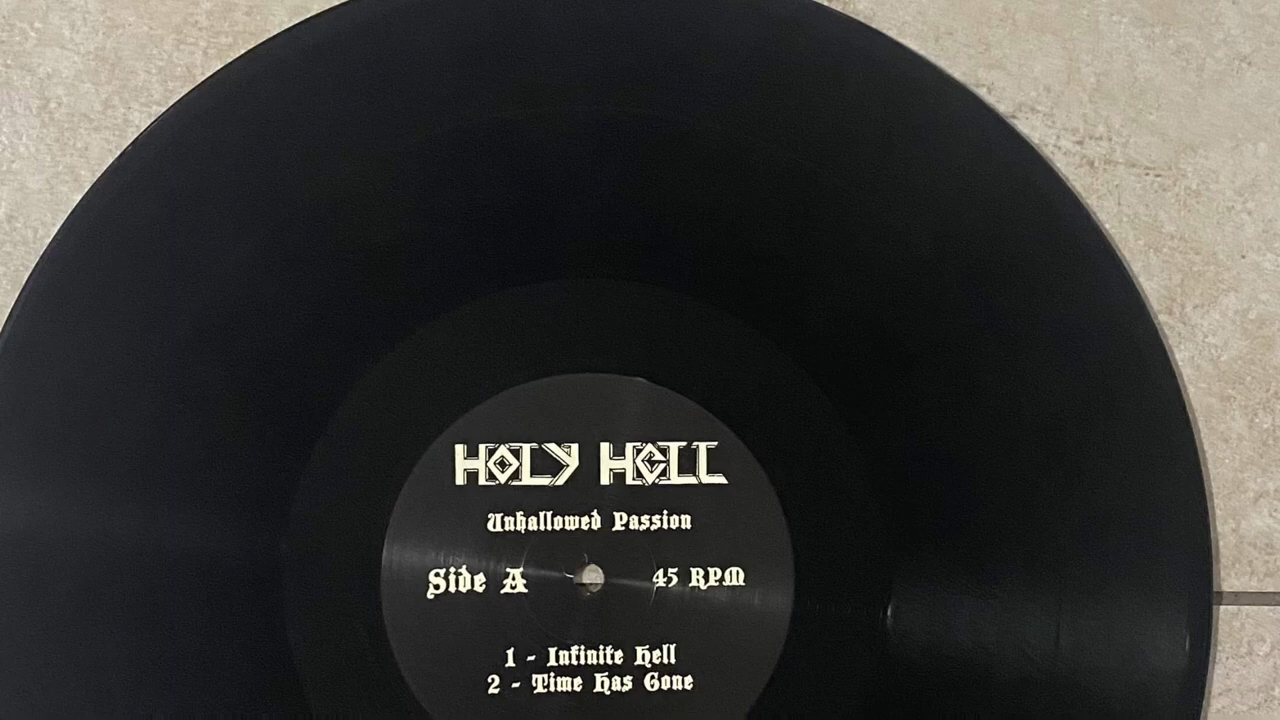 HOLY HELL
Unhallowed Passion
Side A 45 RPM
1 - Infinite Hell
2 - Time Has Gone